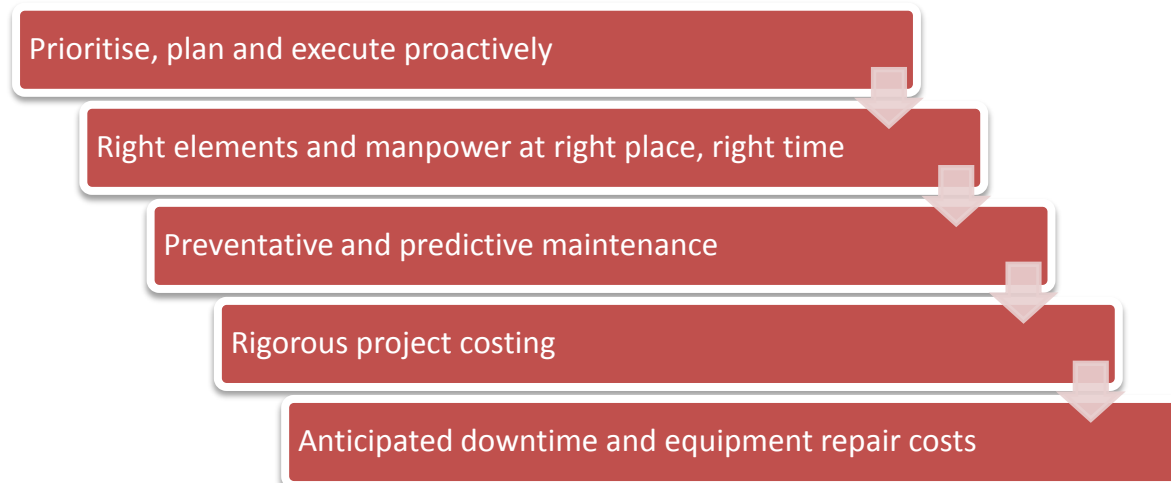 Prioritise, plan and execute proactively
Right elements and manpower at right place, right time
Preventative and predictive maintenance
Rigorous project costing
Anticipated downtime and equipment repair costs